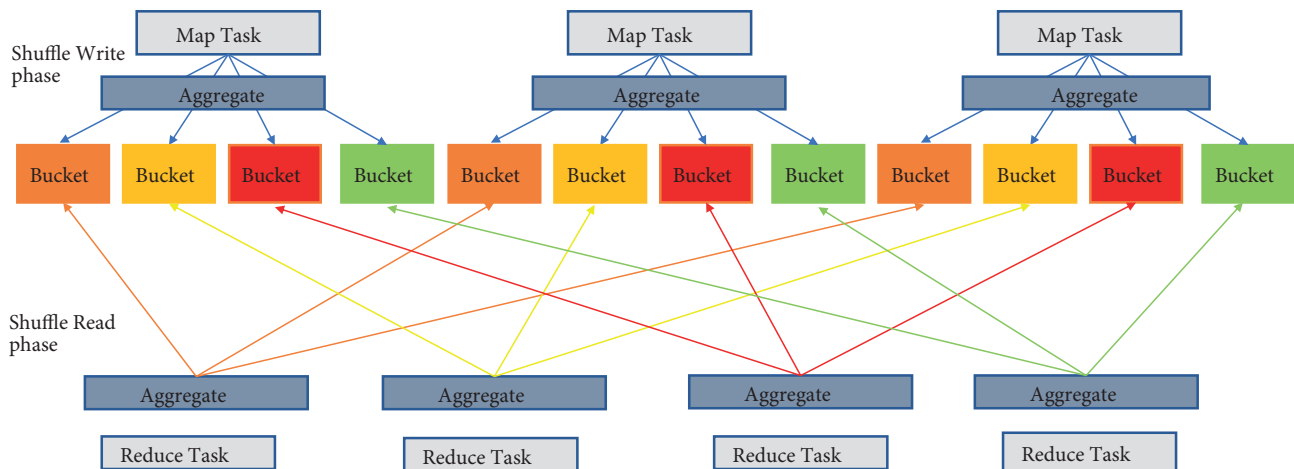 Map Task
Map Task
Map Task
Shuffle Write
phase
Aggregate
Aggregate
Aggregate
Bucket
Bucket
Bucket
Bucket
Bucket
Bucket
Bucket
Bucket
Bucket
Bucket
Bucket
Bucket
Shuffle Read
phase
Aggregate
Aggregate
Aggregate
Aggregate
Reduce Task
Reduce Task
Reduce Task
Reduce Task